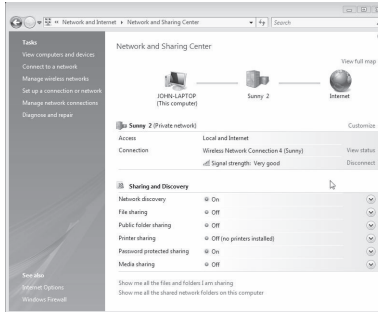 Network and Internet Network and Sharing Center
Search
Tasks
View computers and devices
Connect to a network
Manage wireless networks
Set up a connection or network
Manage network connections
Diagnose and repair
See also
Internet Options
Windows Firewall
Network and Sharing Center
View full map
JOHN-LAPTOP
(This computer)
Sunny 2
Internet
Sunny 2 (Private network)
Customize
Access
Local and Internet
Connection
Wireless Network Connection 4 (Sunny)
View status
Signal strength: Very good
Disconnect
Sharing and Discovery
Network discovery
On
File sharing
Off
Public folder sharing
Off
Printer sharing
Off (no printers installed)
Password protected sharing
On
Media sharing
Off
Show me all the files and folders I am sharing
Show me all the shared network folders on this computer